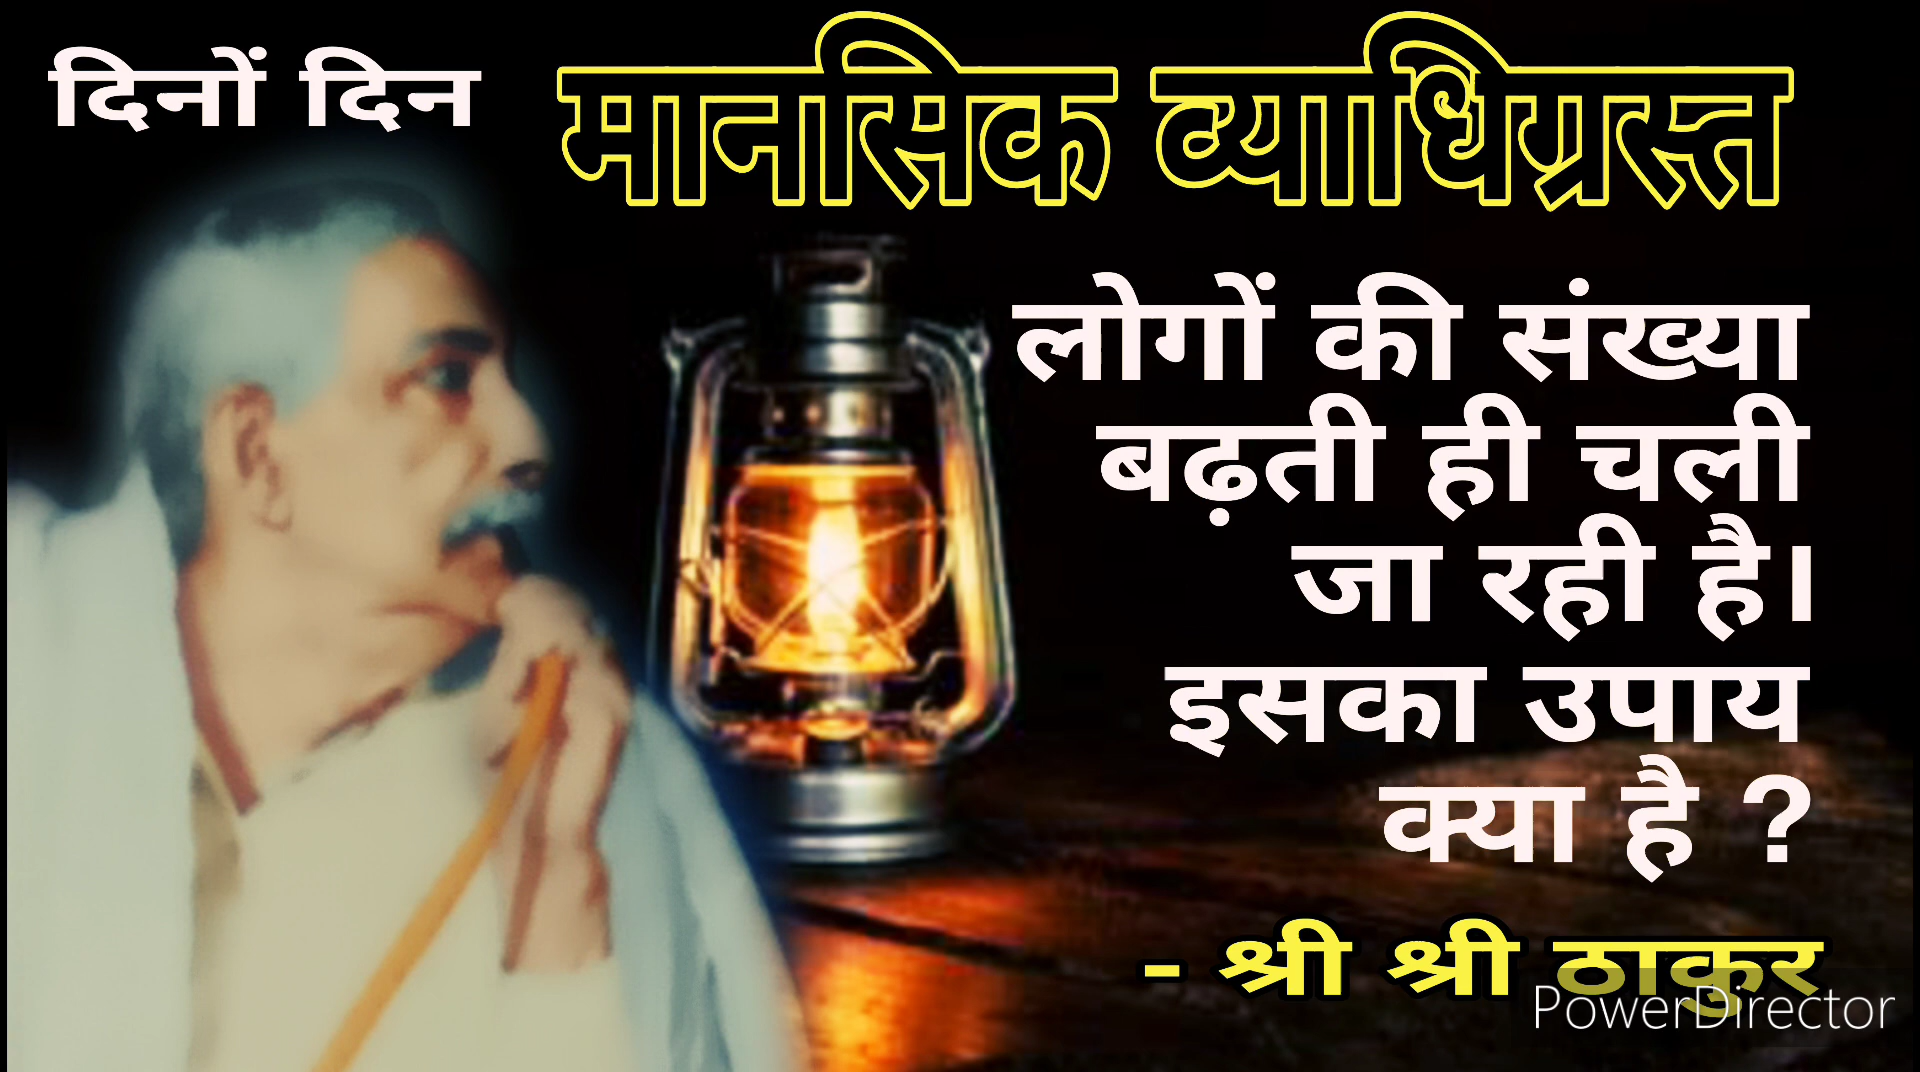 दिनों दिन मानसिक व्याधिग्रस्त
लोगों की संख्या
बढ़ती ही चली
जा रही है।
इसका उपाय
क्या है ?
- श्री श्री ठाकुर
PowerDirector